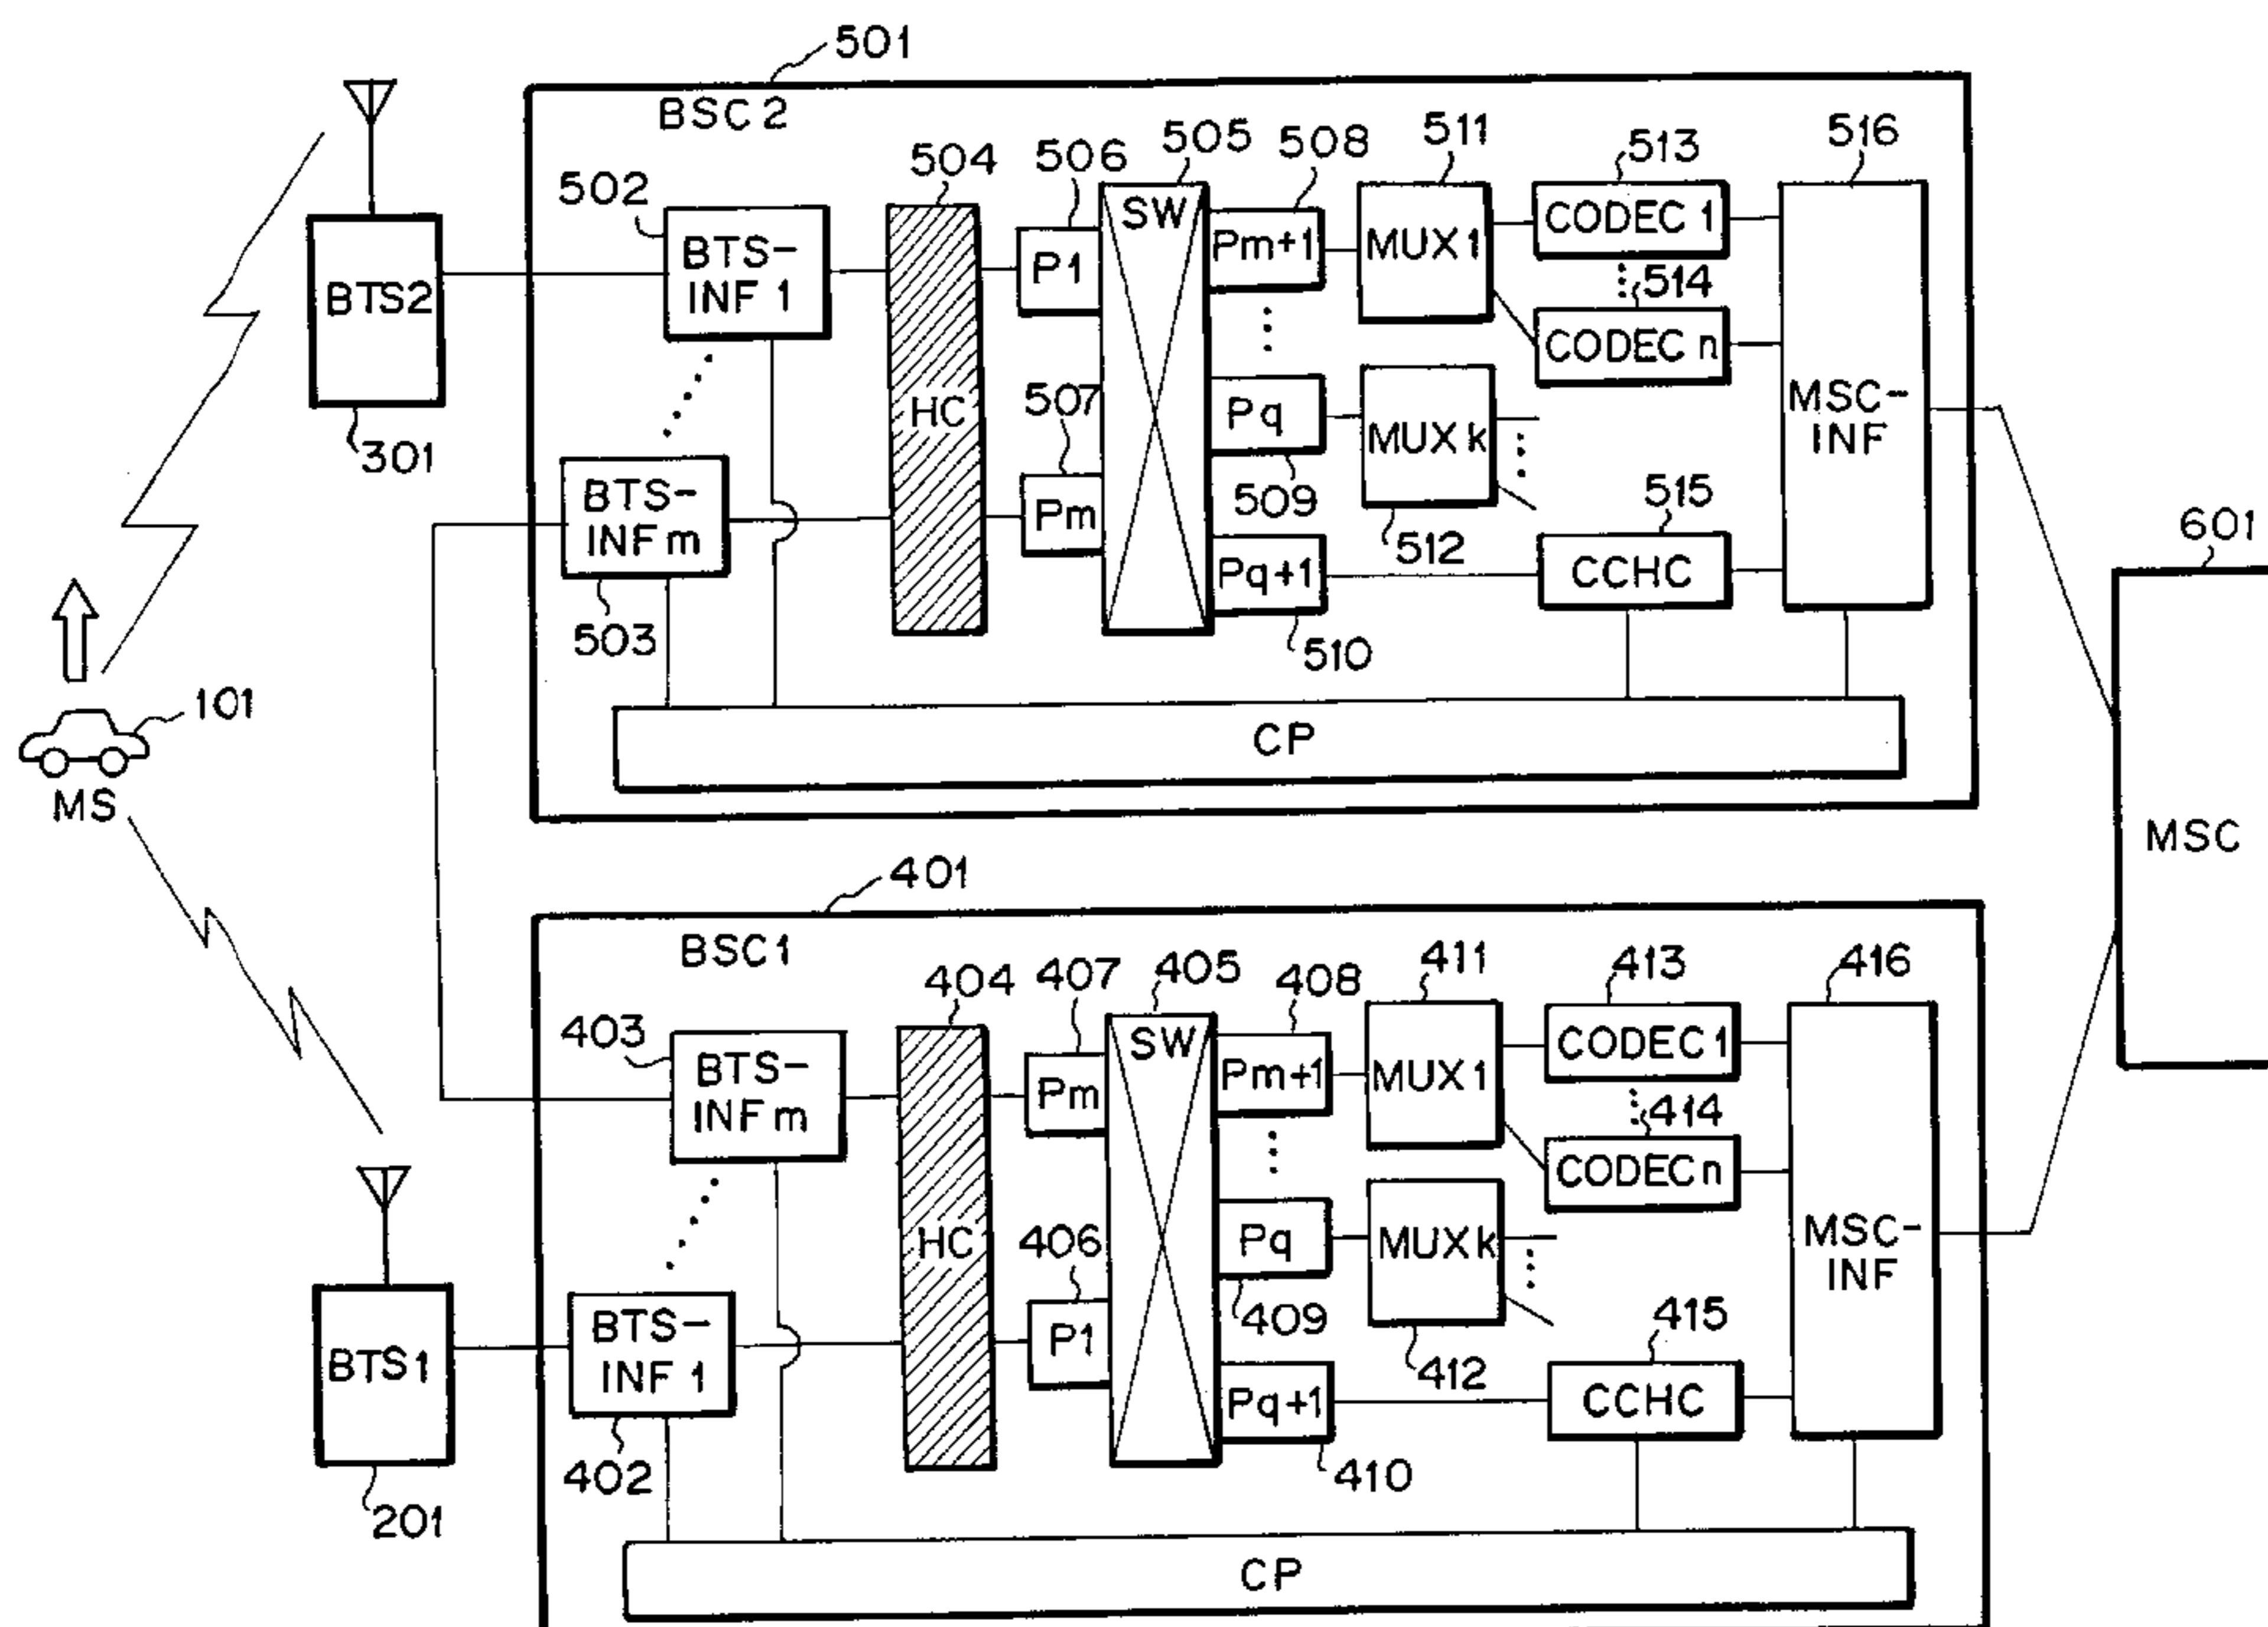 501
BSC2
504
506
505
508
511
513
516
502
BTS-
INF 1
P1
SW
Pm+1
MUX1
CODEC 1
514
CODEC n
BTS2
301
HC
507
Pq
MUX k
MSC-
INF
BTS-
INF m
Pm
509
515
503
Pq+1
512
CCHC
510
601
101
CP
MS
MSC
401
BSC1
404
407
405
408
411
413
416
403
BTS-
INF m
Pm
SW
Pm+1
MUX1
CODEC1
414
CODECn
HC
406
Pq
MUXk
MSC-
INF
BTS1
BTS-
INF 1
P1
409
415
402
Pq+1
412
CCHC
201
410
CP